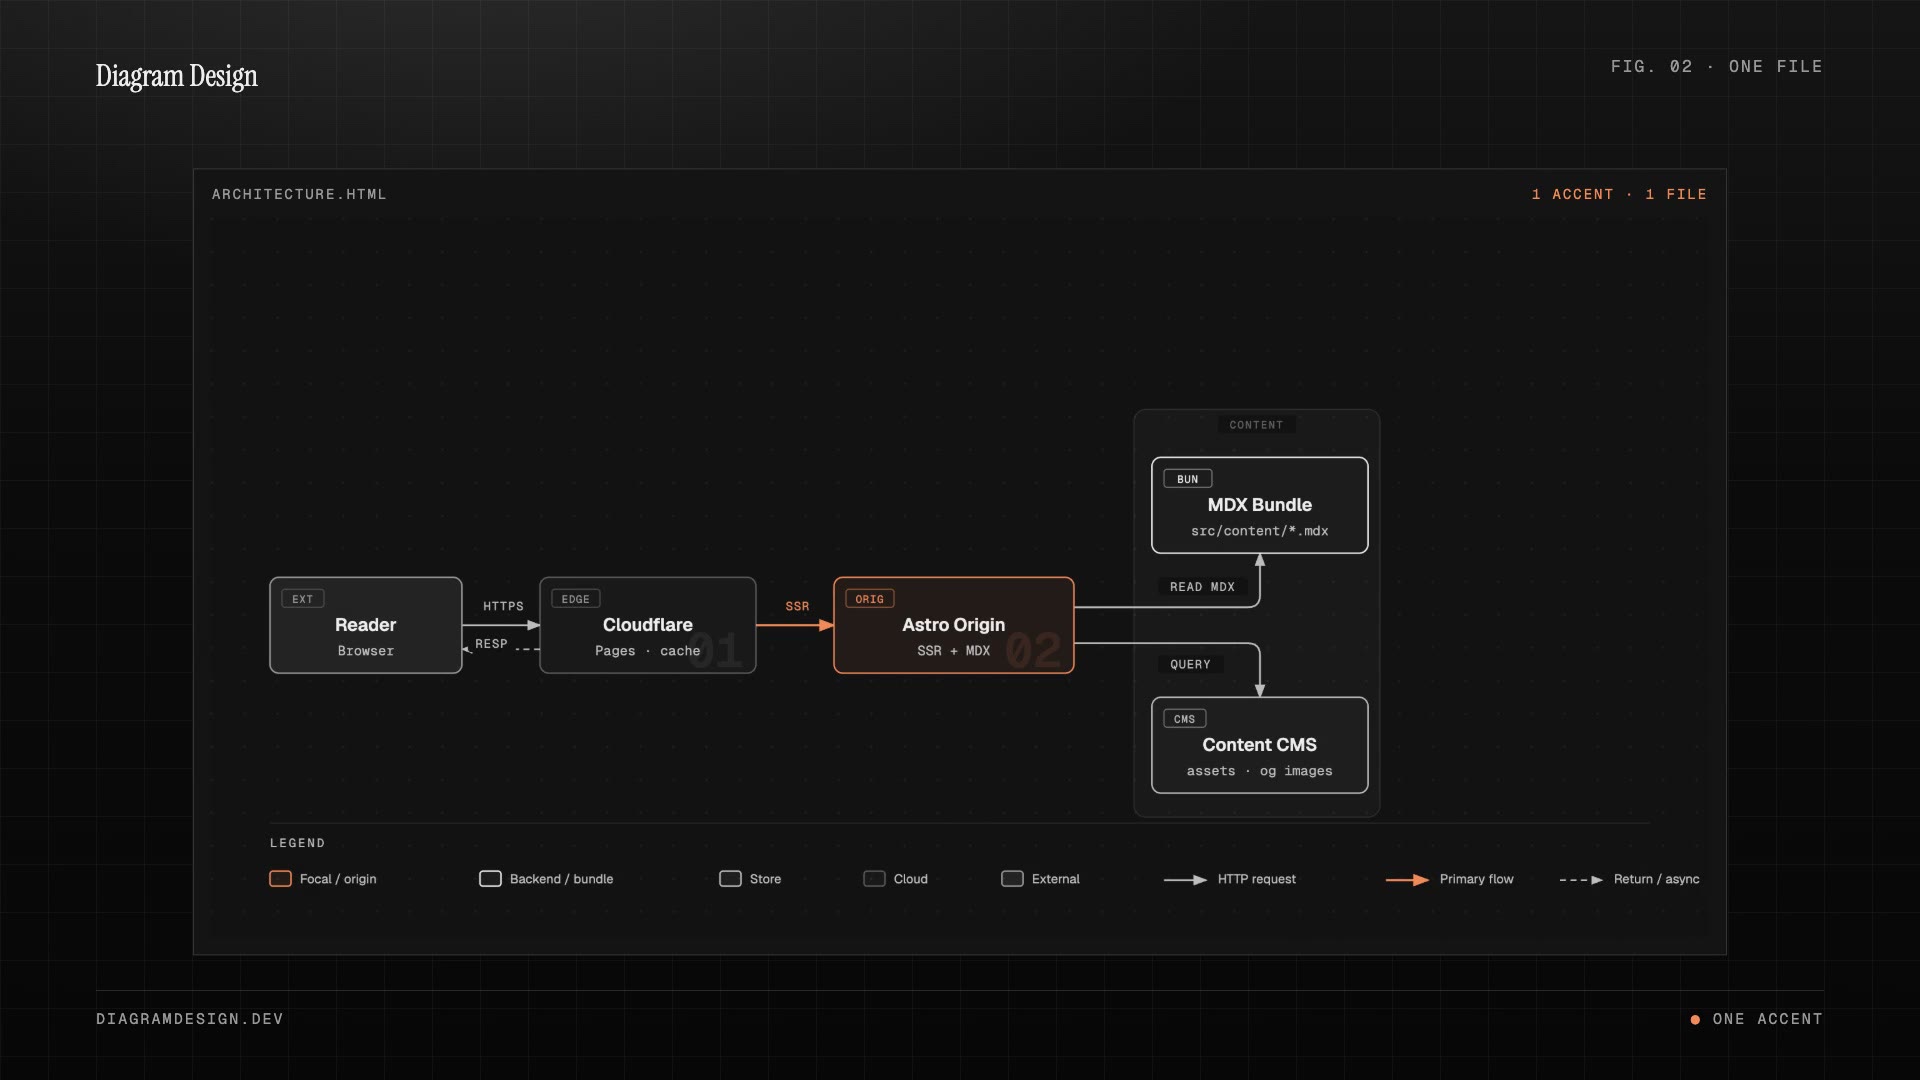 Diagram Design
FIG. 02 · ONE FILE
ARCHITECTURE.HTML
1 ACCENT · 1 FILE
CONTENT
BUN
MDX Bundle
src/content/*.mdx
READ MDX
EXT
Reader
Browser
HTTPS
RESP
EDGE
Cloudflare
Pages · cache
01
SSR
ORIG
Astro Origin
SSR + MDX
02
QUERY
CMS
Content CMS
assets · og images
LEGEND
Focal / origin
Backend / bundle
Store
Cloud
External
HTTP request
Primary flow
Return / async
DIAGRAMDESIGN.DEV
ONE ACCENT